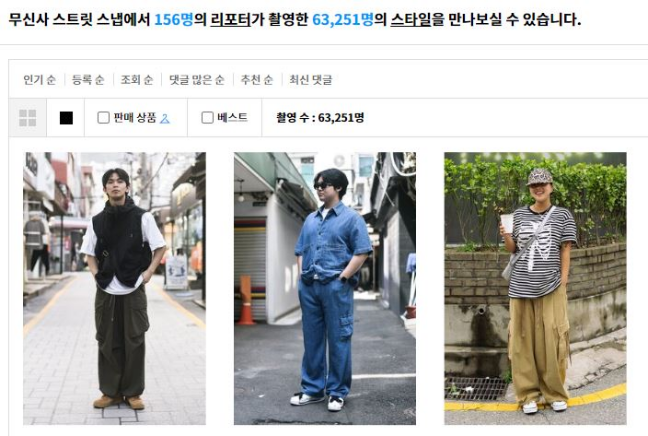 무신사 스트릿 스냅에서 156명의 리포터가 촬영한 63,251명의 스타일을 만나보실 수 있습니다.
인기 순 등록 순 조회 순 댓글 많은 순 추천 순 최신 댓글
판매 상품 베스트 촬영 수 : 63,251명